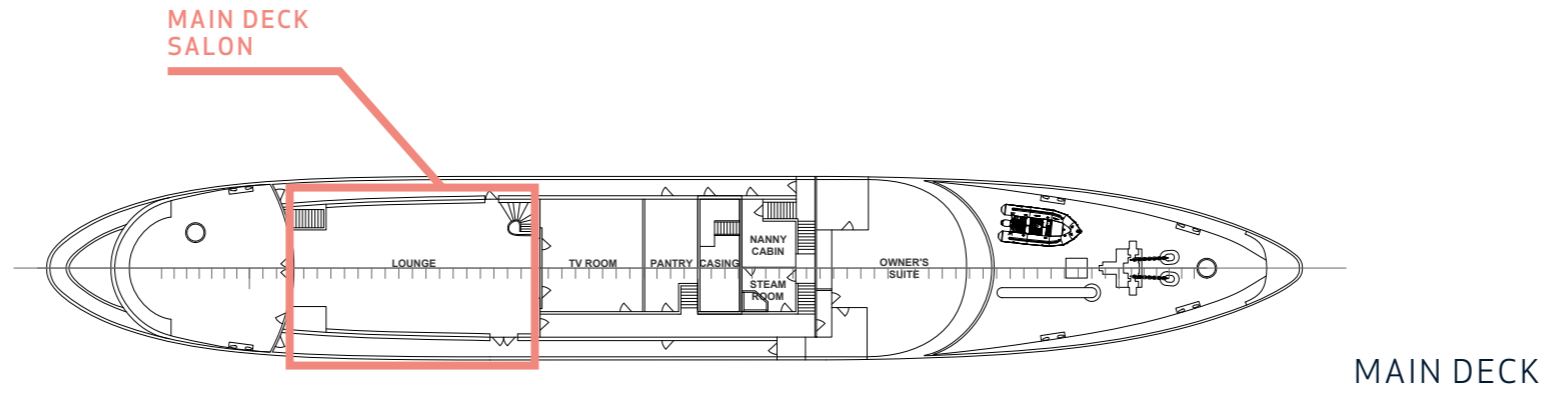 MAIN DECK
SALON
LOUNGE
TV ROOM
PANTRY
CASING
NANNY
CABIN
STEAM
ROOM
OWNER'S
SUITE
MAIN DECK